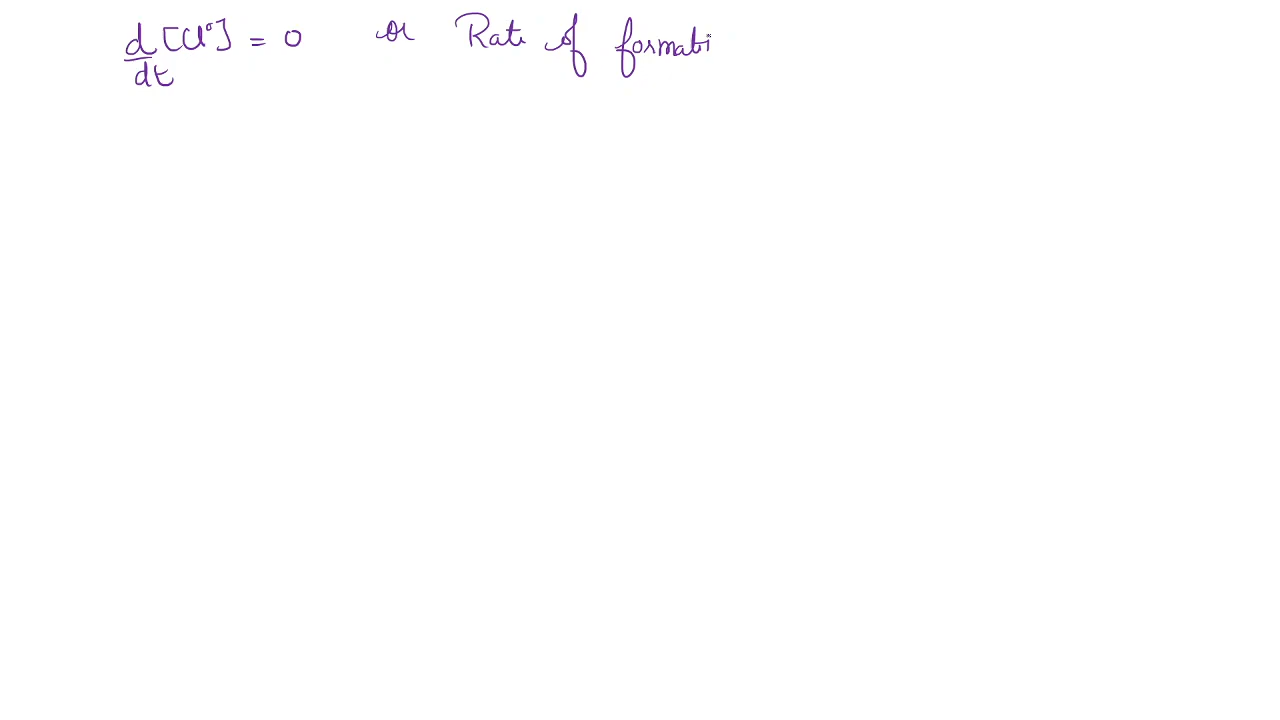 d/dt [Cl°] = 0 or Rate of formati